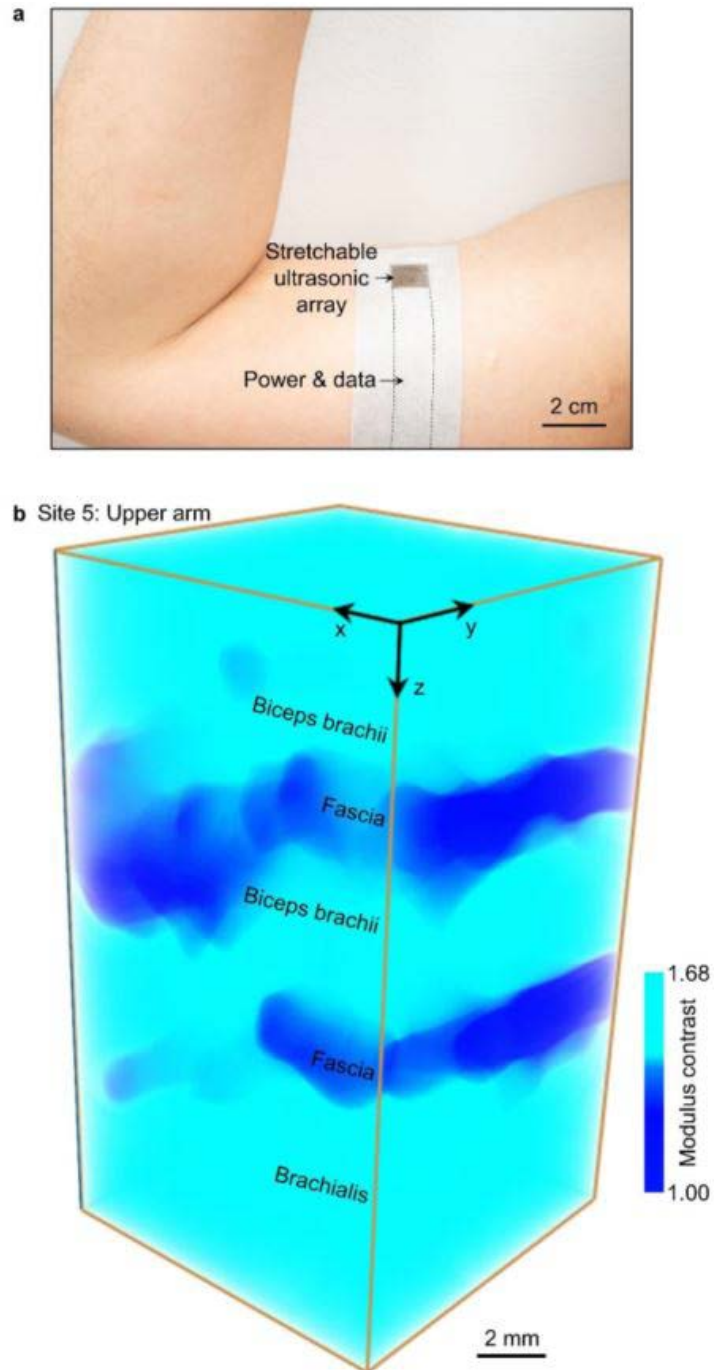 a
Stretchable
ultrasonic
array
Power & data
2 cm
b Site 5: Upper arm
x
y
z
Biceps brachii
Fascia
Biceps brachii
Fascia
Brachialis
1.68
Modulus contrast
1.00
2 mm